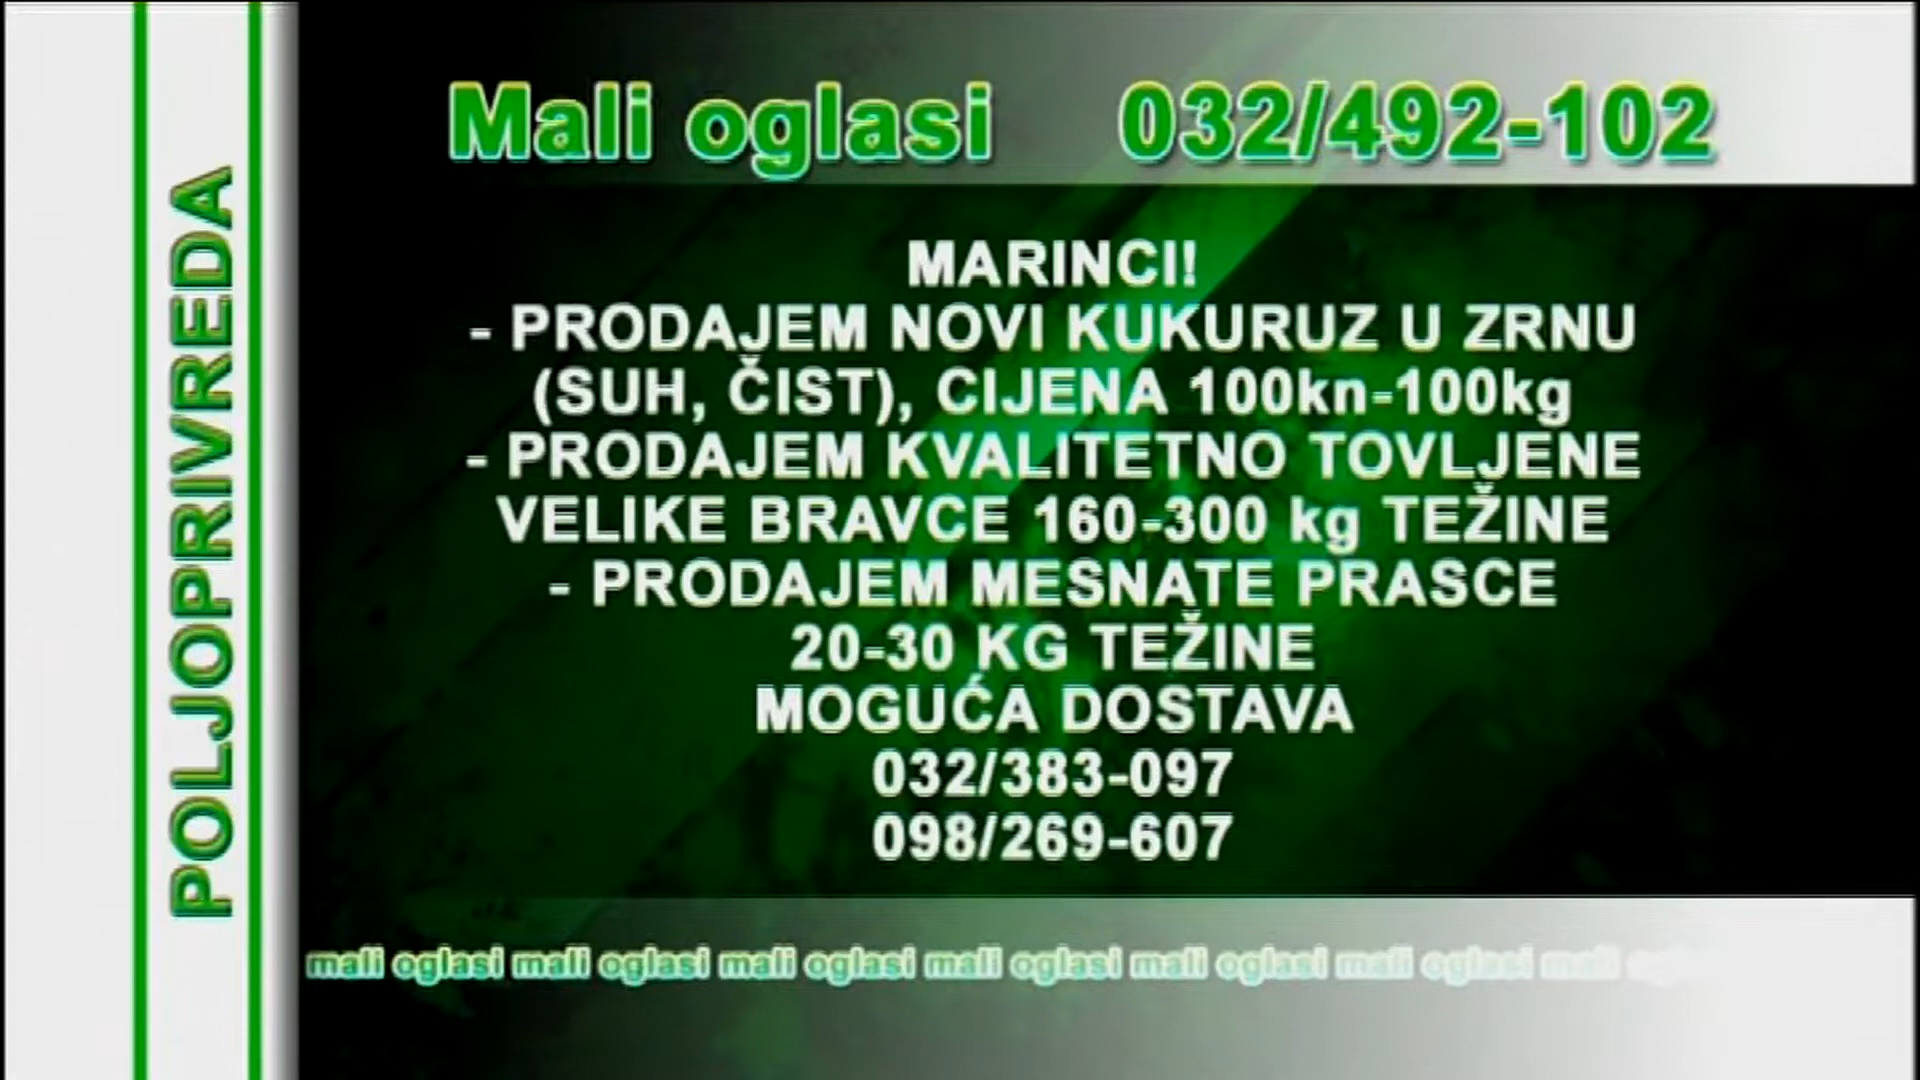 POLJOPRIVREDA
Mali oglasi 032/492-102
MARINCI!
- PRODAJEM NOVI KUKURUZ U ZRNU
(SUH, ČIST), CIJENA 100kn-100kg
- PRODAJEM KVALITETNO TOVLJENE
VELIKE BRAVCE 160-300 kg TEŽINE
- PRODAJEM MESNATE PRASCE
20-30 KG TEŽINE
MOGUĆA DOSTAVA
032/383-097
098/269-607
mali oglasi mali oglasi mali oglasi mali oglasi mali oglasi mali oglasi mali